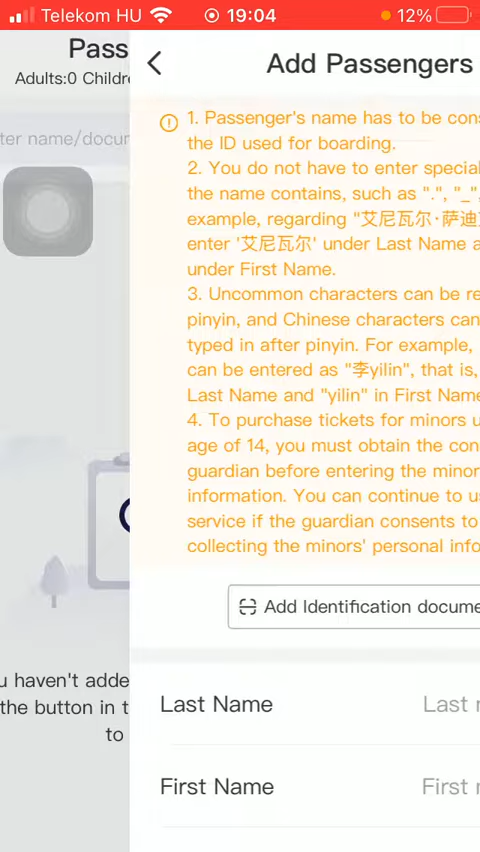 Telekom HU 19:04 12%
Pass
Adults:0 Childre
ter name/docum
Add Passengers
1. Passenger's name has to be cons
the ID used for boarding.
2. You do not have to enter special
the name contains, such as ".", "_",
example, regarding "艾尼瓦尔·萨迪
enter '艾尼瓦尔' under Last Name a
under First Name.
3. Uncommon characters can be re
pinyin, and Chinese characters can
typed in after pinyin. For example,
can be entered as "李yilin", that is,
Last Name and "yilin" in First Name
4. To purchase tickets for minors u
age of 14, you must obtain the con
guardian before entering the minor
information. You can continue to us
service if the guardian consents to
collecting the minors' personal info
Add Identification docume
u haven't adde
the button in t
to
Last Name Last n
First Name First n